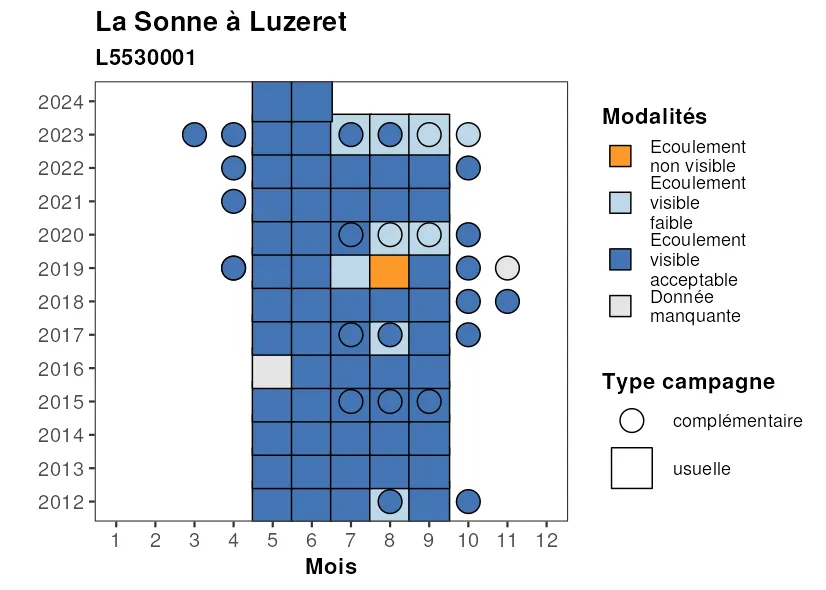 La Sonne à Luzeret
L5530001
2024
2023
2022
2021
2020
2019
2018
2017
2016
2015
2014
2013
2012
1 2 3 4 5 6 7 8 9 10 11 12
Mois
Modalités
Ecoulement
non visible
Ecoulement
visible
faible
Ecoulement
visible
acceptable
Donnée
manquante
Type campagne
complémentaire
usuelle